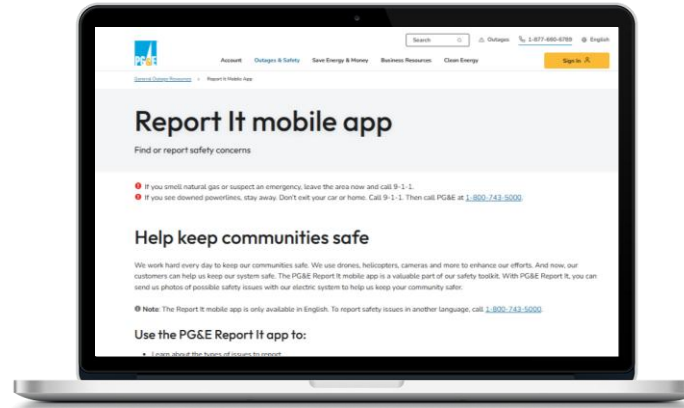 Search
Outages
1-877-660-6789
English
PG&E
Account Outages & Safety Save Energy & Money Business Resources Clean Energy
Sign in
General Outage Resources > Report It Mobile App
Report It mobile app
Find or report safety concerns
If you smell natural gas or suspect an emergency, leave the area now and call 9-1-1.
If you see downed powerlines, stay away. Don't exit your car or home. Call 9-1-1. Then call PG&E at 1-800-743-5000.
Help keep communities safe
We work hard every day to keep our communities safe. We use drones, helicopters, cameras and more to enhance our efforts. And now, our
customers can help us keep our system safe. The PG&E Report It mobile app is a valuable part of our safety toolkit. With PG&E Report It, you can
send us photos of possible safety issues with our electric system to help us keep your community safer.
Note: The Report It mobile app is only available in English. To report safety issues in another language, call 1-800-743-5000.
Use the PG&E Report It app to:
• Learn about the types of issues to report